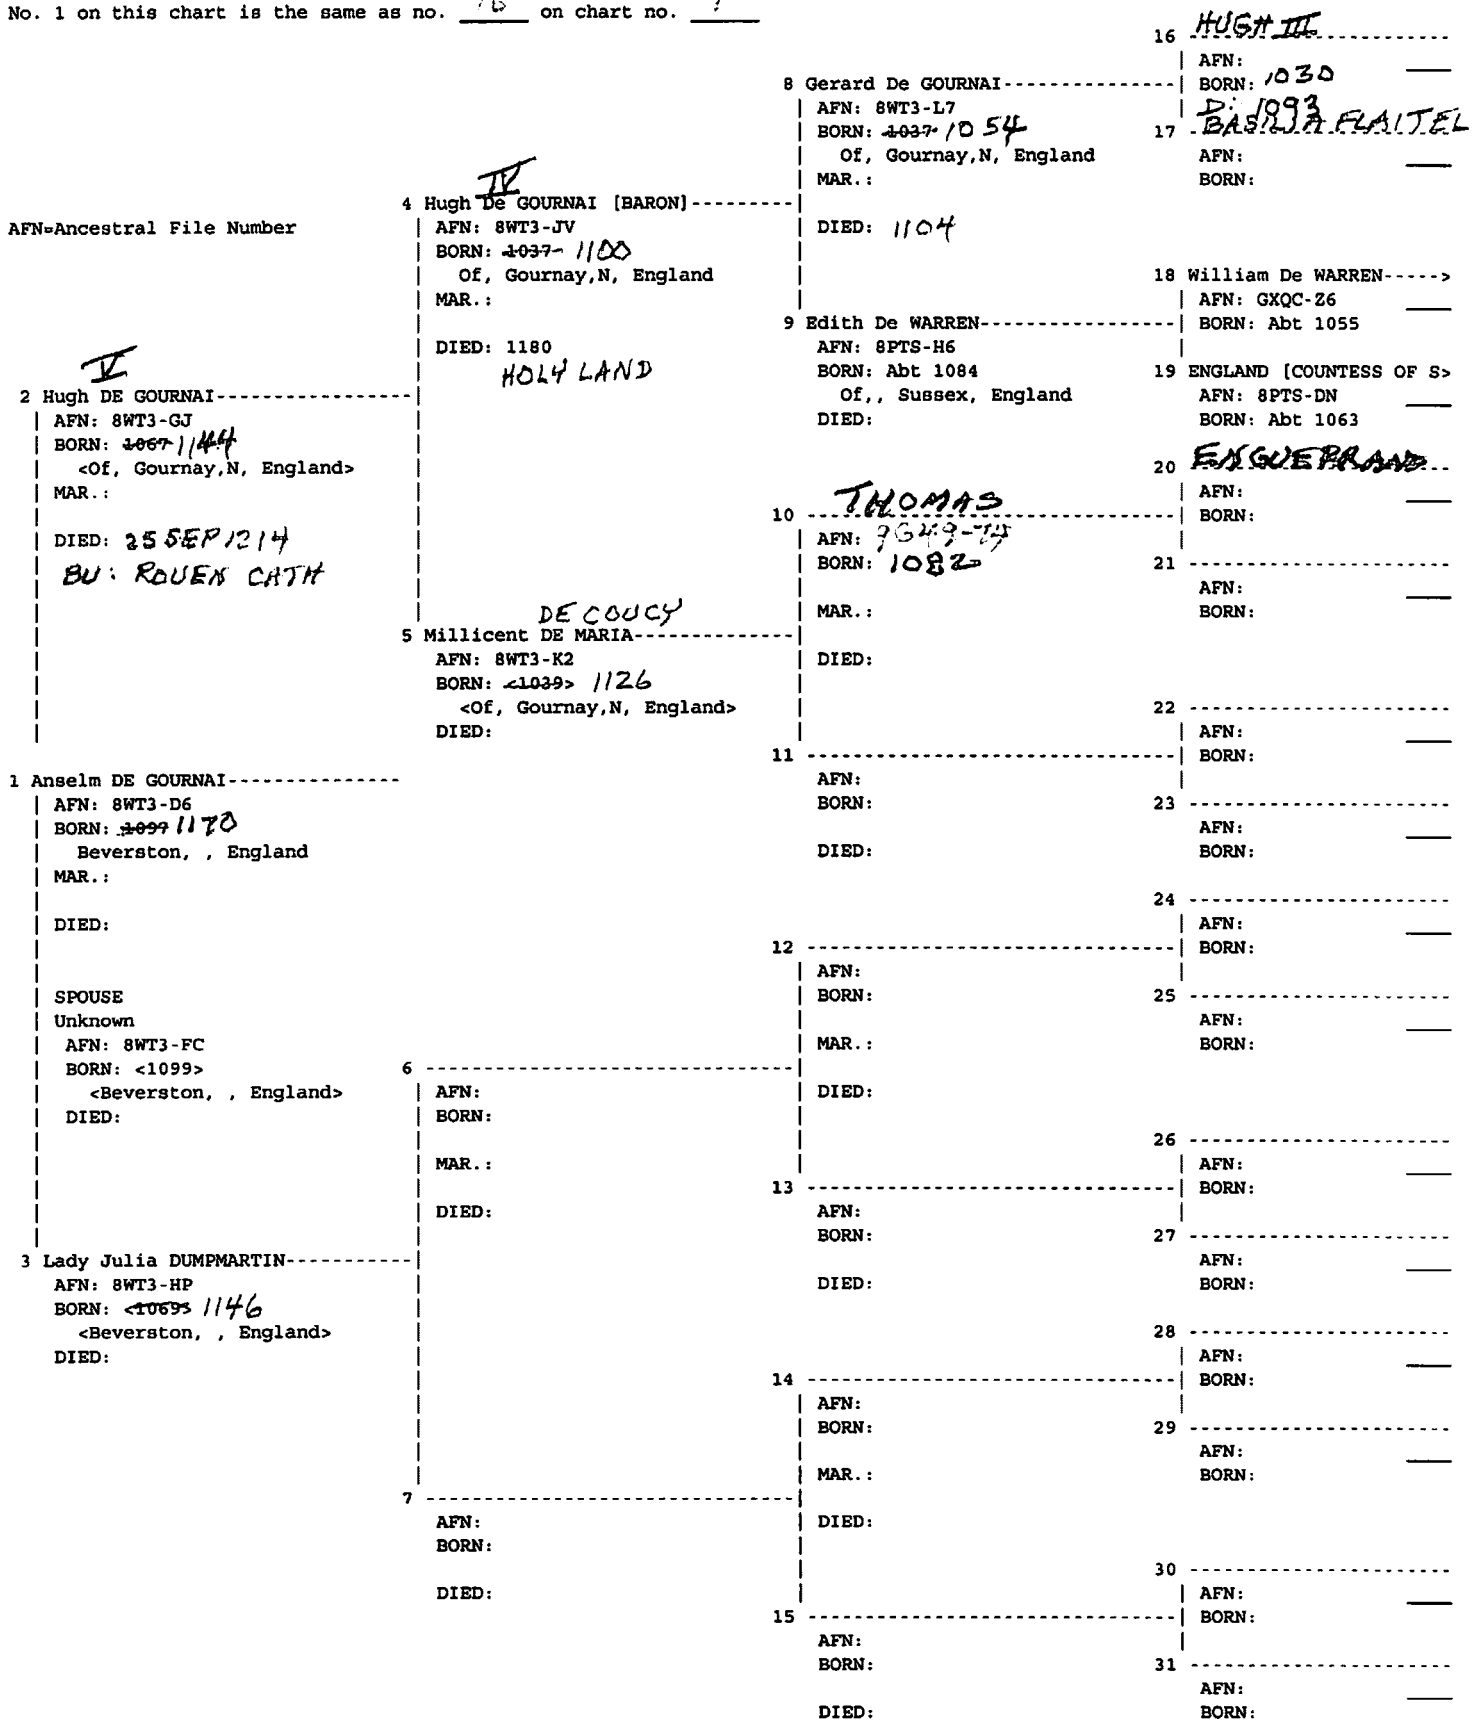 No. 1 on this chart is the same as no. on chart no.
AFN=Ancestral File Number
1 Anselm DE GOURNAI
AFN: 8WT3-D6
BORN: 1097 1170
Beverston, , England
MAR.:
DIED:
SPOUSE
Unknown
AFN: 8WT3-FC
BORN: <1099>
<Beverston, , England>
DIED:
V
2 Hugh DE GOURNAI
AFN: 8WT3-GJ
BORN: 1067 1144
<Of, Gournay,N, England>
MAR.:
DIED: 25 SEP 1214
BU: ROUEN CATH
3 Lady Julia DUMPMARTIN
AFN: 8WT3-HP
BORN: <1069> 1146
<Beverston, , England>
DIED:
IV
4 Hugh De GOURNAI [BARON]
AFN: 8WT3-JV
BORN: 1037 1100
Of, Gournay,N, England
MAR.:
DIED: 1180
HOLY LAND
DE COUCY
5 Millicent DE MARIA
AFN: 8WT3-K2
BORN: <1039> 1126
<Of, Gournay,N, England>
DIED:
6
AFN:
BORN:
MAR.:
DIED:
7
AFN:
BORN:
DIED:
8 Gerard De GOURNAI
AFN: 8WT3-L7
BORN: 1037 1054
Of, Gournay,N, England
MAR.:
DIED: 1104
9 Edith De WARREN
AFN: 8PTS-H6
BORN: Abt 1084
Of,, Sussex, England
DIED:
10 THOMAS
AFN:
BORN: 1082
MAR.:
DIED:
11
AFN:
BORN:
DIED:
12
AFN:
BORN:
MAR.:
DIED:
13
AFN:
BORN:
DIED:
14
AFN:
BORN:
MAR.:
DIED:
15
AFN:
BORN:
DIED:
16 HUGH III
AFN:
BORN: 1030
D: 1093
17 BASILIA FLAITEL
AFN:
BORN:
18 William De WARREN----->
AFN: GXQC-Z6
BORN: Abt 1055
19 ENGLAND [COUNTESS OF S>
AFN: 8PTS-DN
BORN: Abt 1063
20 ENGUERRAND
AFN:
BORN:
21
AFN:
BORN:
22
AFN:
BORN:
23
AFN:
BORN:
24
AFN:
BORN:
25
AFN:
BORN:
26
AFN:
BORN:
27
AFN:
BORN:
28
AFN:
BORN:
29
AFN:
BORN:
30
AFN:
BORN:
31
AFN:
BORN: